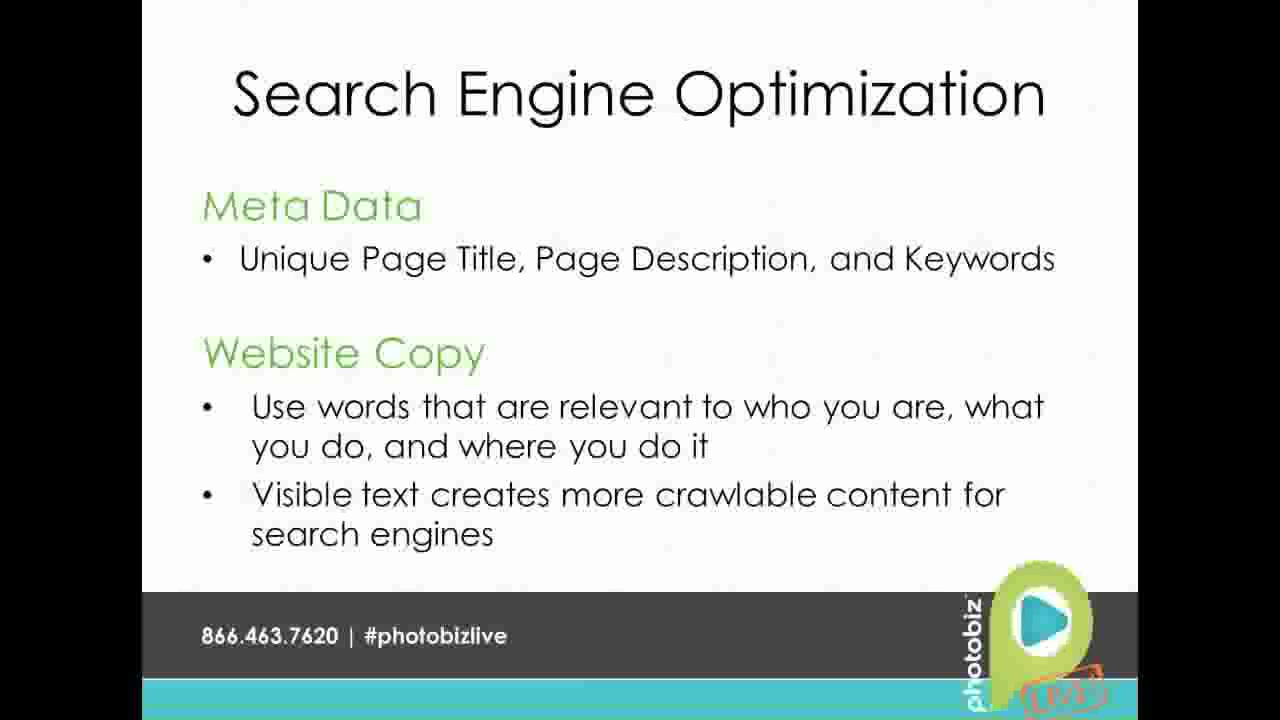 Search Engine Optimization
Meta Data
• Unique Page Title, Page Description, and Keywords
Website Copy
• Use words that are relevant to who you are, what
you do, and where you do it
• Visible text creates more crawlable content for
search engines
866.463.7620 | #photobizlive
photobiz
LIVE